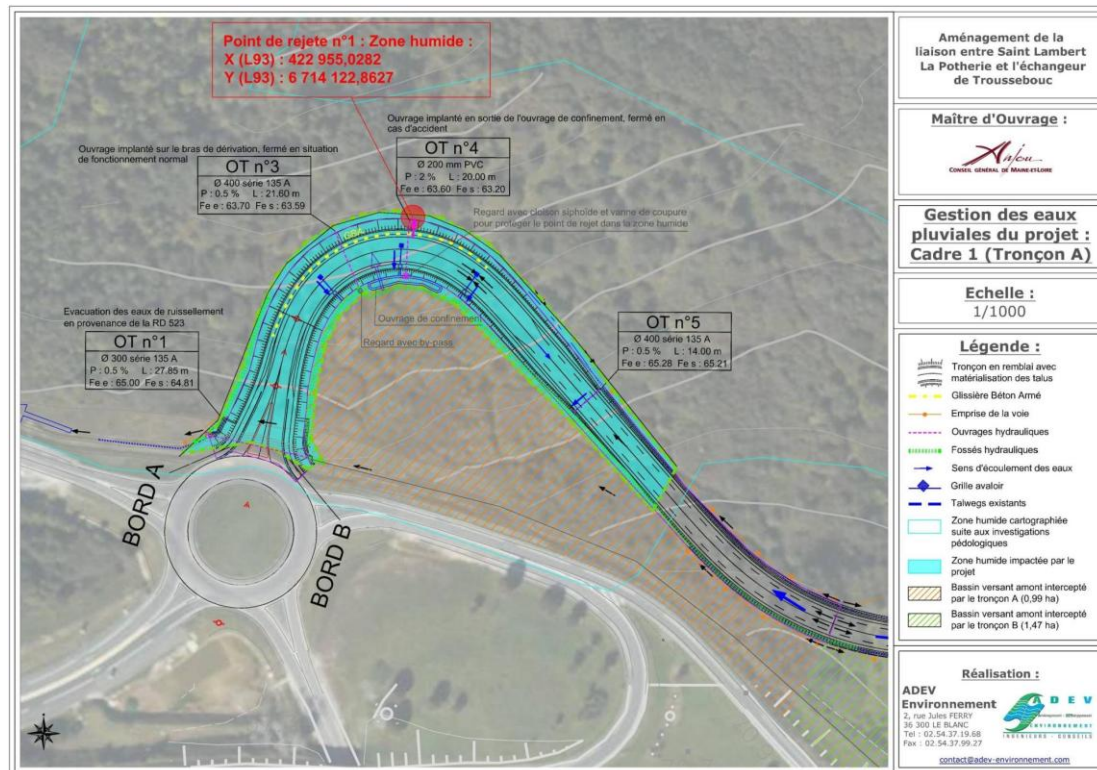 Point de rejete n°1 : Zone humide :
X (L93) : 422 955,0282
Y (L93) : 6 714 122,8627
Ouvrage implanté en sortie de l'ouvrage de confinement, fermé en
cas d'accident
OT n°4
Ø 200 mm PVC
P : 2 % L : 20.00 m
Fe e : 63.60 Fe s : 63.20
Ouvrage implanté sur le bras de dérivation, fermé en situation
de fonctionnement normal
OT n°3
Ø 400 série 135 A
P : 0.5 % L : 21.60 m
Fe e : 63.70 Fe s : 63.59
Regard avec cloison siphoïde et vanne de coupure
pour protéger le point de rejet dans la zone humide
GBA
Evacuation des eaux de ruissellement
en provenance de la RD 523
OT n°1
Ø 300 série 135 A
P : 0.5 % L : 27.85 m
Fe e : 65.00 Fe s : 64.81
Ouvrage de confinement
Regard avec by-pass
OT n°5
Ø 400 série 135 A
P : 0.5 % L : 14.00 m
Fe e : 65.28 Fe s : 65.21
BORD A
BORD B
Aménagement de la
liaison entre Saint Lambert
La Potherie et l'échangeur
de Troussebouc
Maître d'Ouvrage :
Anjou
CONSEIL GÉNÉRAL DE MAINE-ET-LOIRE
Gestion des eaux
pluviales du projet :
Cadre 1 (Tronçon A)
Echelle :
1/1000
Légende :
Tronçon en remblai avec
matérialisation des talus
Glissière Béton Armé
Emprise de la voie
Ouvrages hydrauliques
Fossés hydrauliques
Sens d'écoulement des eaux
Grille avaloir
Talwegs existants
Zone humide cartographiée
suite aux investigations
pédologiques
Zone humide impactée par le
projet
Bassin versant amont intercepté
par le tronçon A (0,99 ha)
Bassin versant amont intercepté
par le tronçon B (1,47 ha)
Réalisation :
ADEV
Environnement
2, rue Jules FERRY
36 300 LE BLANC
Tel : 02.54.37.19.68
Fax : 02.54.37.99.27
ADEV
ENVIRONNEMENT
INGENIEURS - CONSEILS
contact@adev-environnement.com